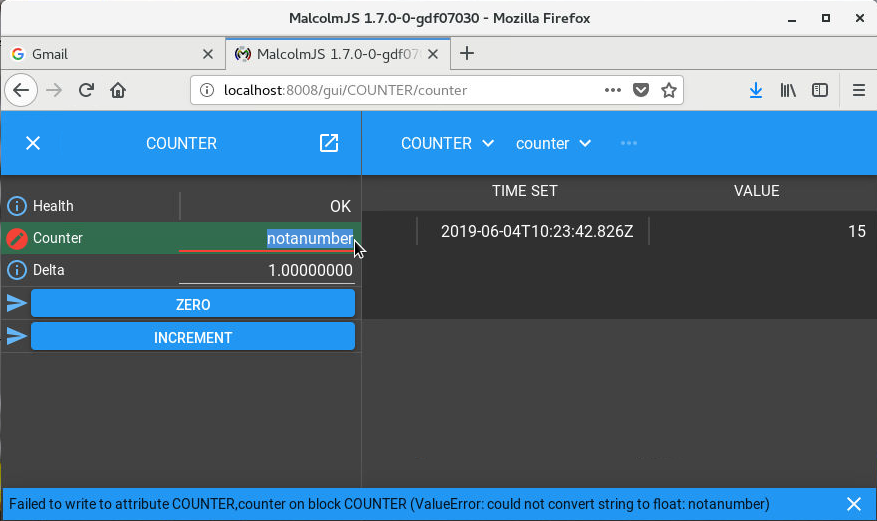 MalcolmJS 1.7.0-0-gdf07030 - Mozilla Firefox
Gmail
MalcolmJS 1.7.0-0-gdf07
localhost:8008/gui/COUNTER/counter
COUNTER
COUNTER
counter
TIME SET
VALUE
Health
OK
Counter
notanumber
2019-06-04T10:23:42.826Z
15
Delta
1.00000000
ZERO
INCREMENT
Failed to write to attribute COUNTER,counter on block COUNTER (ValueError: could not convert string to float: notanumber)